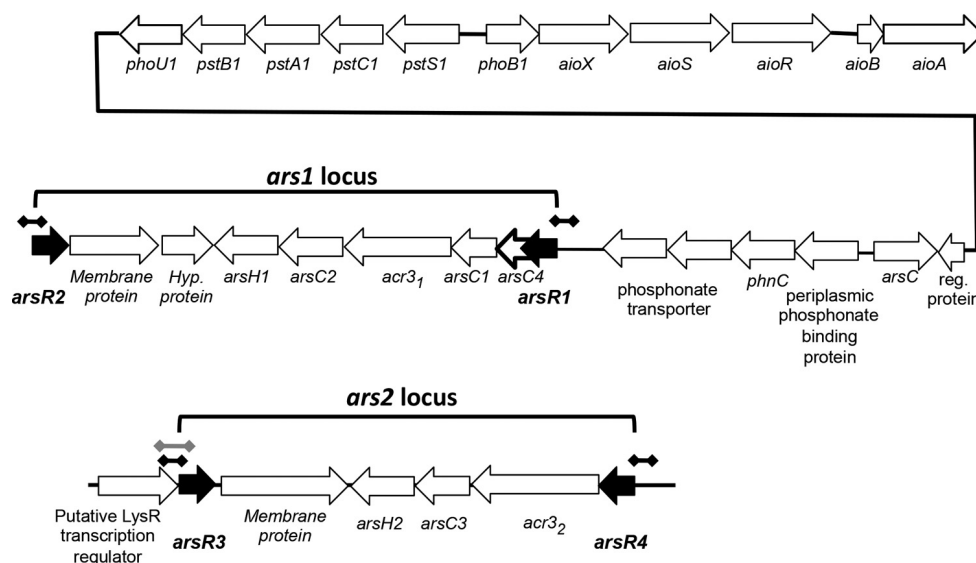 phoU1 pstB1 pstA1 pstC1 pstS1 phoB1 aioX aioS aioR aioB aioA
ars1 locus
arsR2
Membrane
protein
Hyp.
protein
arsH1
arsC2
acr3₁
arsC1
arsC4
arsR1
phosphonate
transporter
phnC
periplasmic
phosphonate
binding
protein
arsC
reg.
protein
ars2 locus
Putative LysR
transcription
regulator
arsR3
Membrane
protein
arsH2
arsC3
acr3₂
arsR4